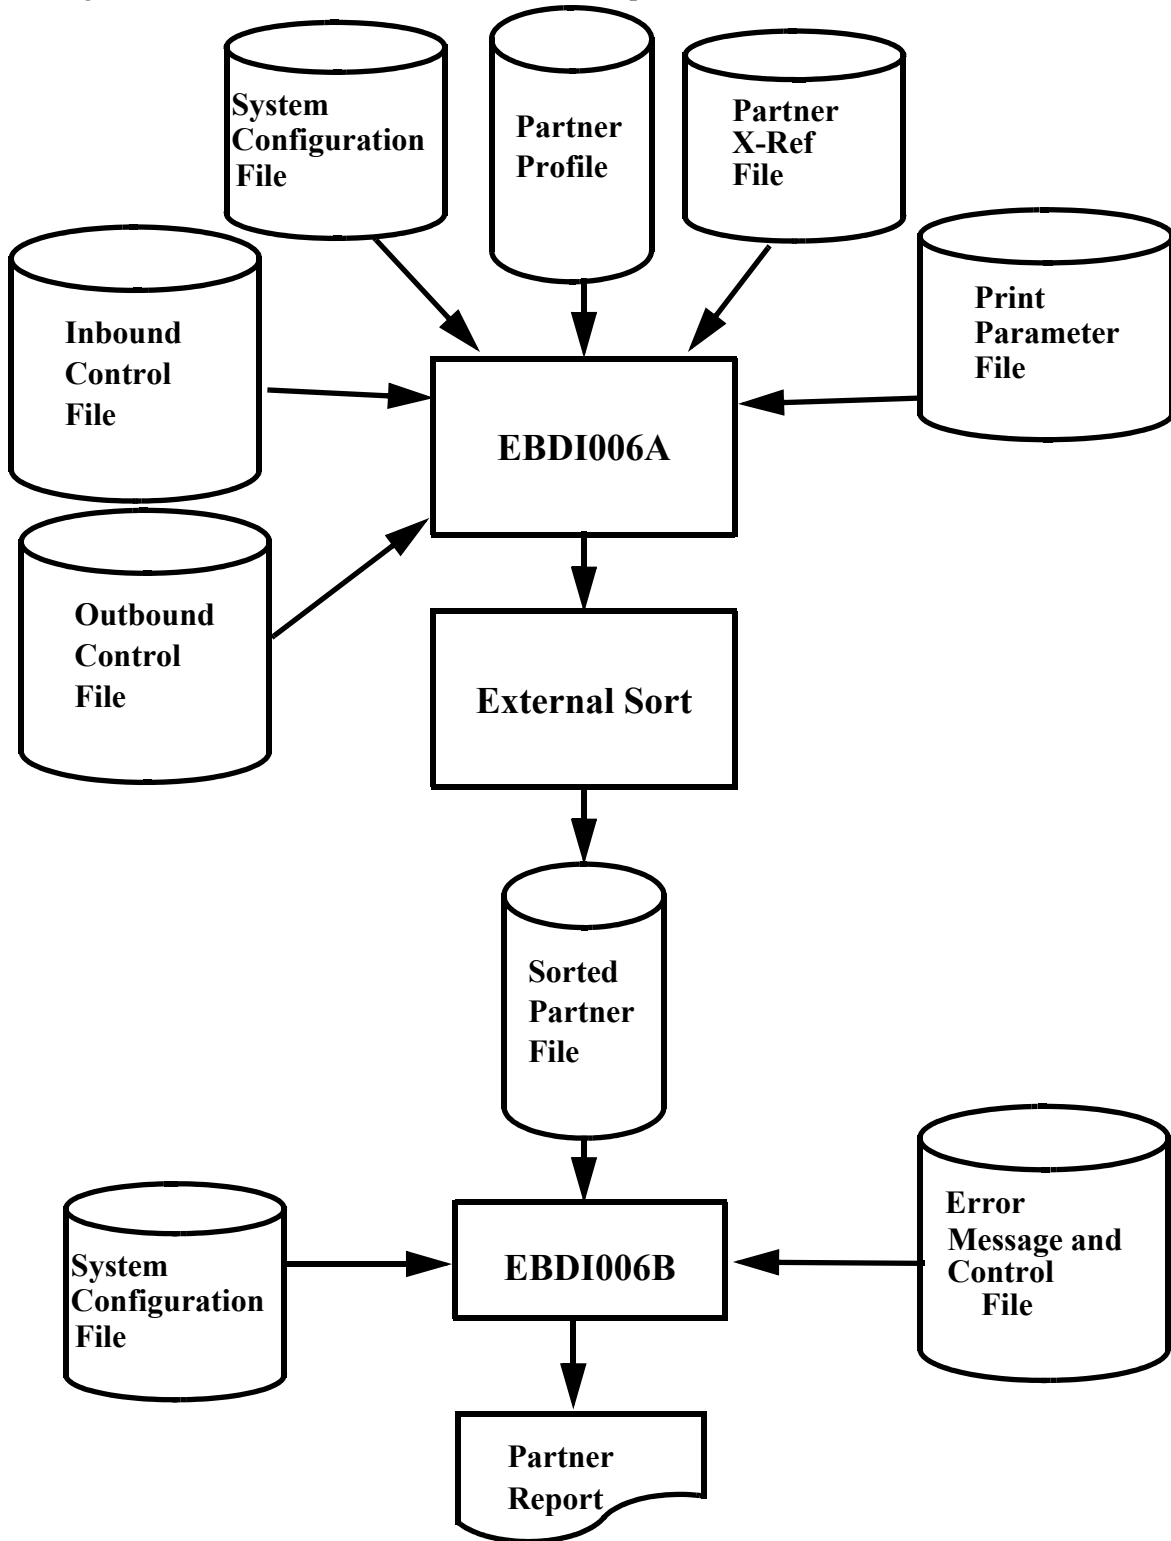 System
Configuration
File
Partner
Profile
Partner
X-Ref
File
Print
Parameter
File
Inbound
Control
File
EBDI006A
Outbound
Control
File
External Sort
Sorted
Partner
File
System
Configuration
File
EBDI006B
Error
Message and
Control
File
Partner
Report